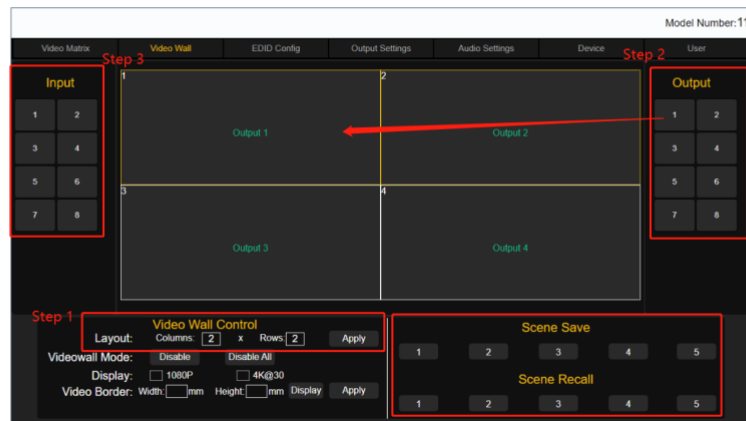 Model Number:11
Video Matrix Video Wall EDID Config Output Settings Audio Settings Device User
Step 3 Step 2
Input 1 2 Output
1 2 Output 1 Output 2 1 2
3 4 3 4
5 6 3 4 5 6
7 8 7 8
Output 3 Output 4
Step 1
Video Wall Control Scene Save
Layout: Columns: 2 x Rows: 2 Apply
1 2 3 4 5
Videowall Mode: Disable Disable All
Display: 1080P 4K@30 Scene Recall
Video Border: Width: mm Height: mm Display Apply
1 2 3 4 5